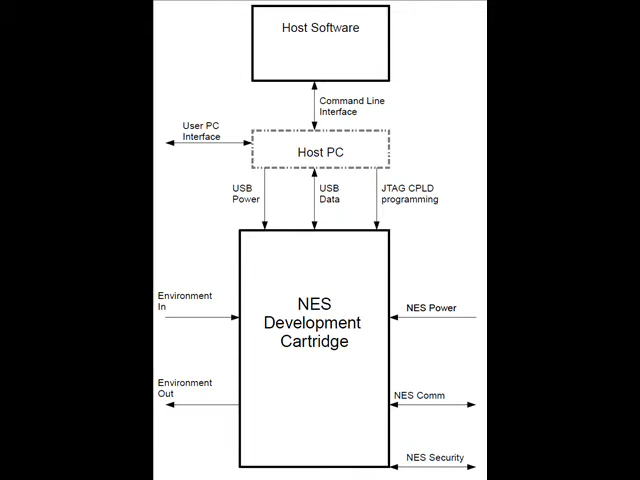 Host Software
Command Line
Interface
User PC
Interface
Host PC
USB
Power
USB
Data
JTAG CPLD
programming
Environment
In
NES
Development
Cartridge
NES Power
Environment
Out
NES Comm
NES Security